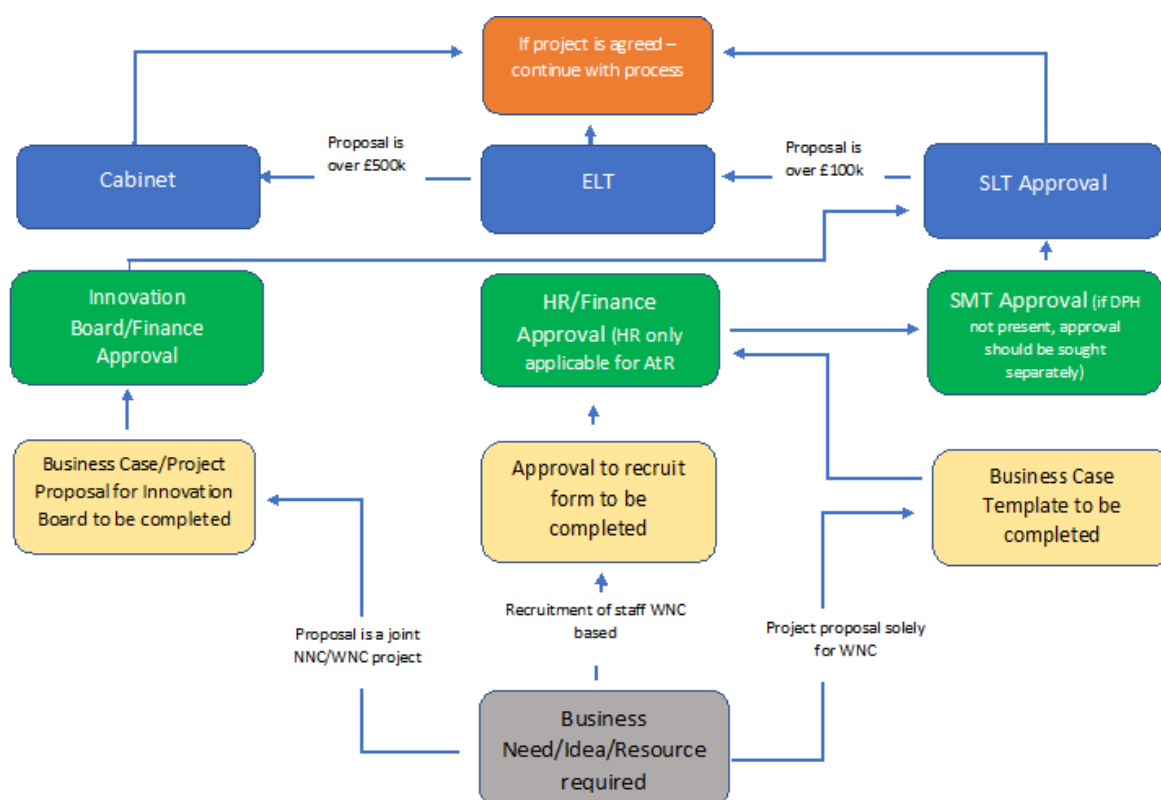 If project is agreed –
continue with process
Proposal is
over £500k
Proposal is
over £100k
Cabinet
ELT
SLT Approval
Innovation
Board/Finance
Approval
HR/Finance
Approval (HR only
applicable for AtR
SMT Approval (if DPH
not present, approval
should be sought
separately)
Business Case/Project
Proposal for Innovation
Board to be completed
Approval to recruit
form to be
completed
Business Case
Template to be
completed
Proposal is a joint
NNC/WNC project
Recruitment of staff WNC
based
Project proposal solely
for WNC
Business
Need/Idea/Resource
required